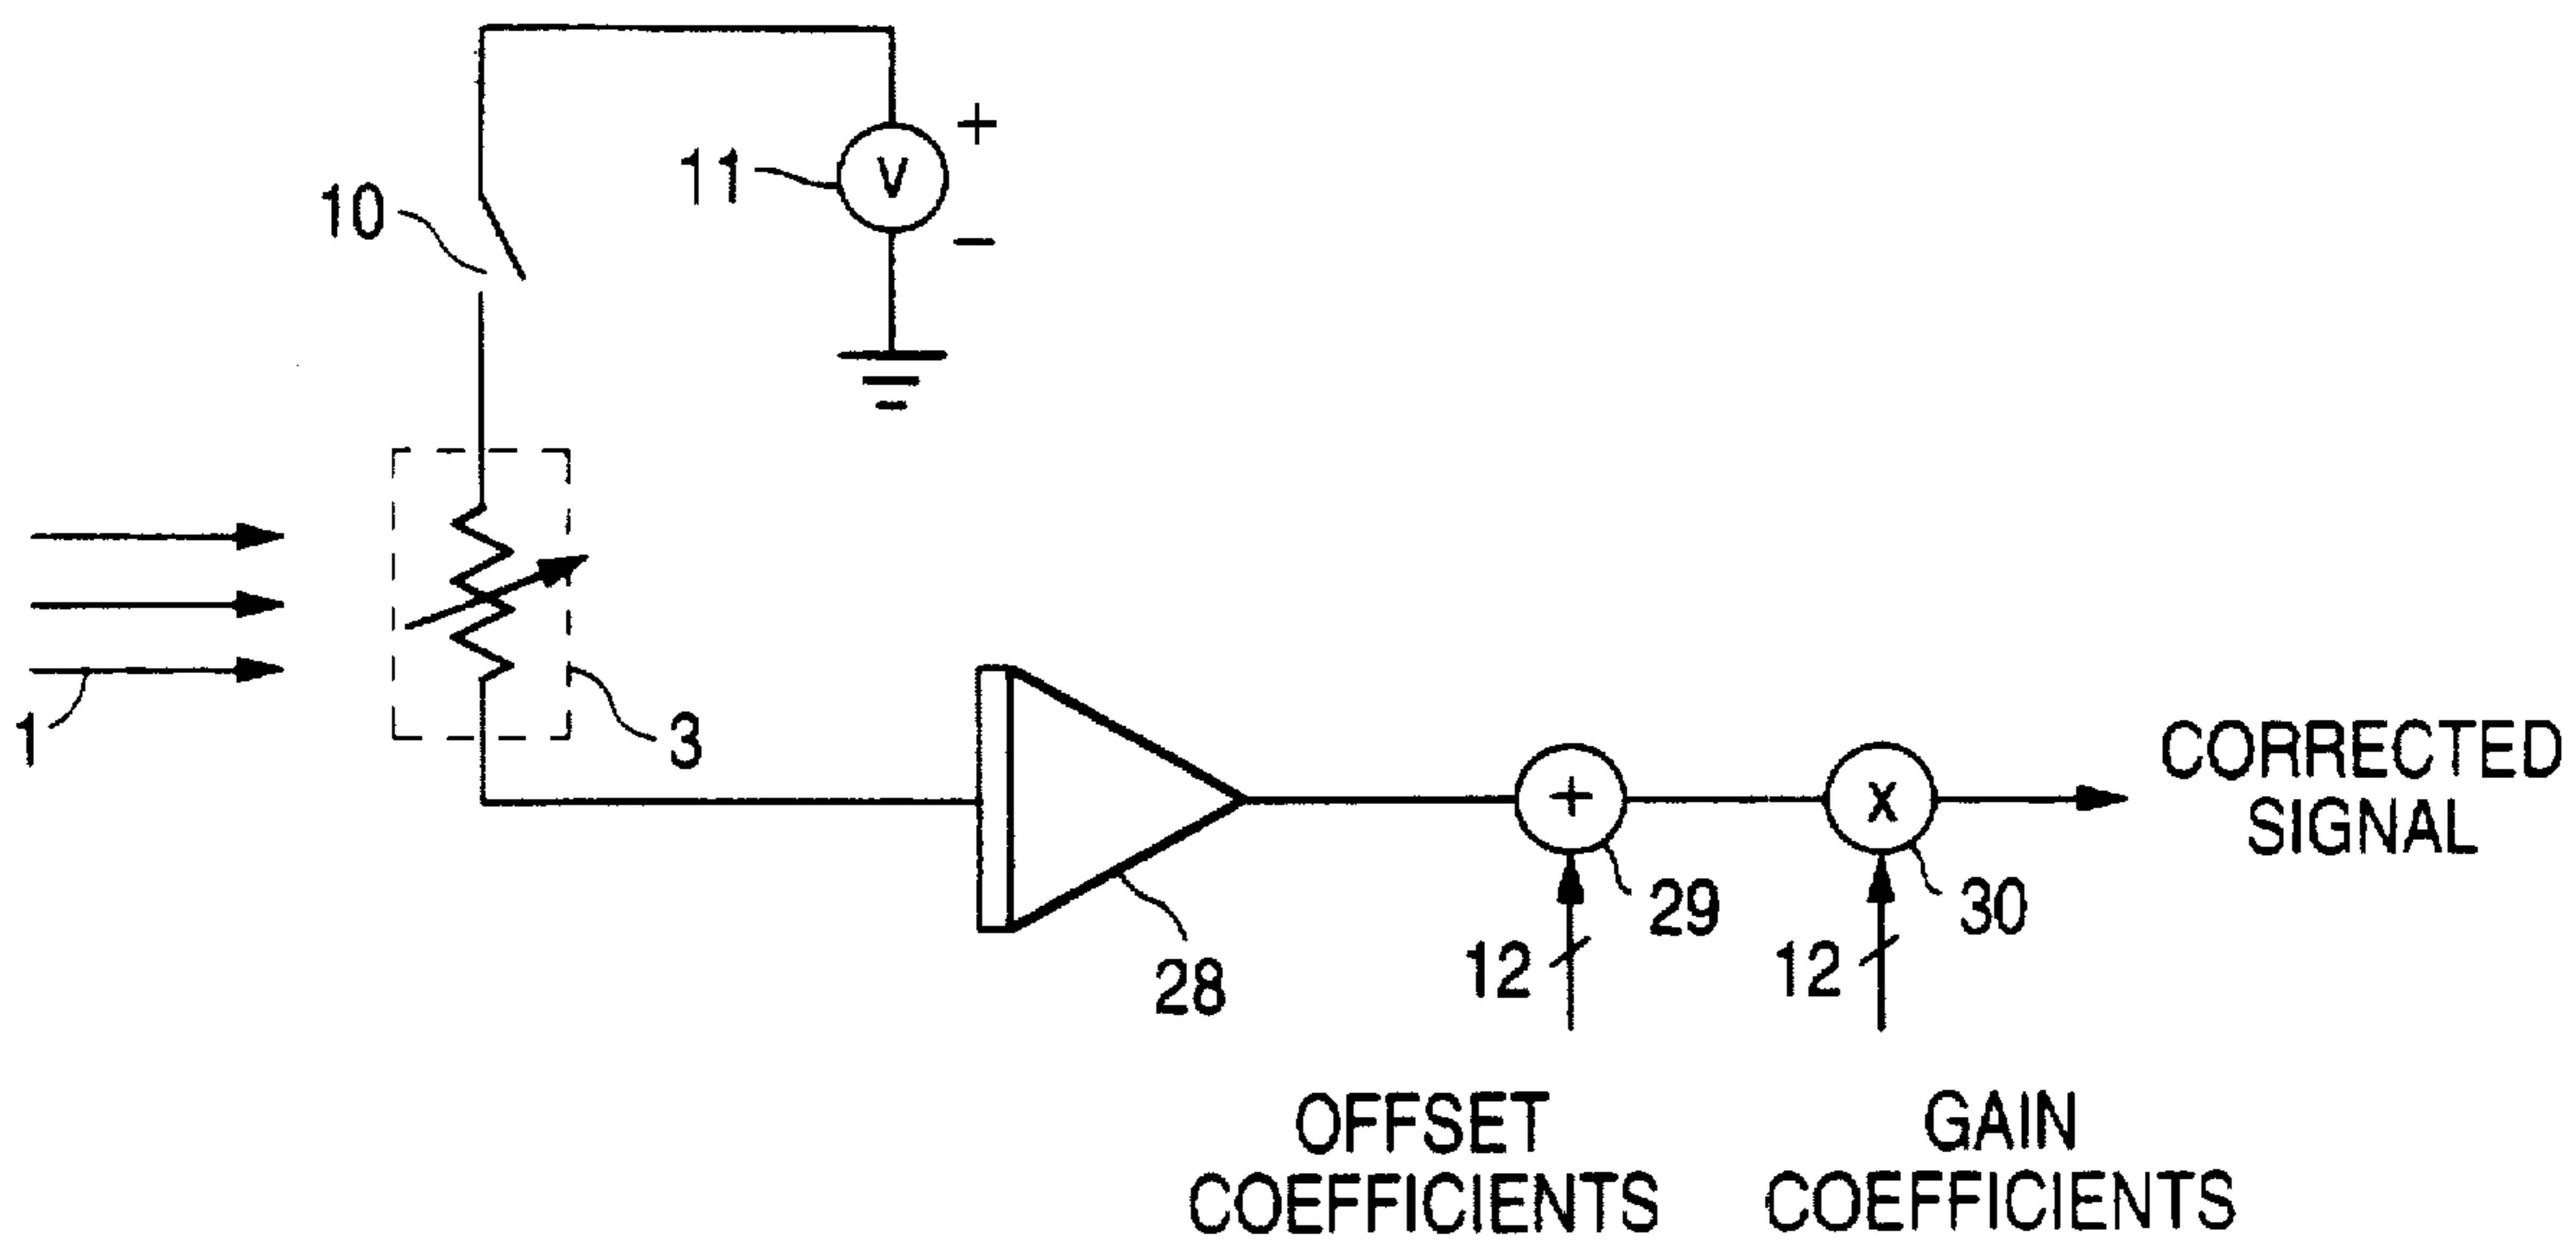 +
11
V
10
−
1
3
CORRECTED
SIGNAL
+
x
28
29
30
12
12
OFFSET
COEFFICIENTS
GAIN
COEFFICIENTS